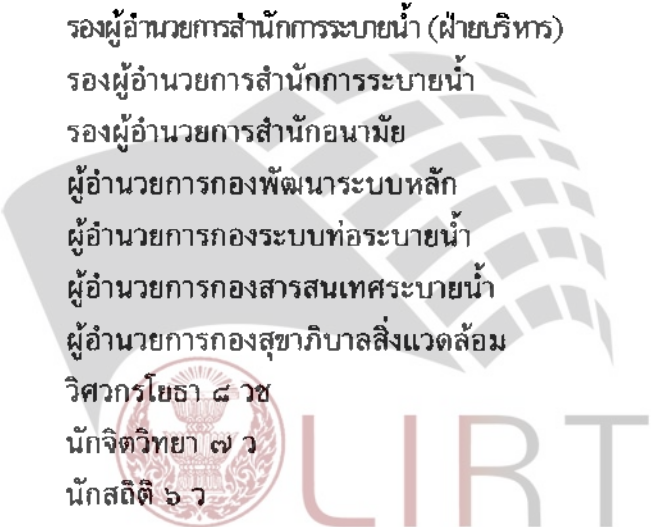 รองผู้อำนวยการสำนักการระบายน้ำ (ฝ่ายบริหาร)
รองผู้อำนวยการสำนักการระบายน้ำ
รองผู้อำนวยการสำนักอนามัย
ผู้อำนวยการกองพัฒนาระบบหลัก
ผู้อำนวยการกองระบบท่อระบายน้ำ
ผู้อำนวยการกองสารสนเทศระบายน้ำ
ผู้อำนวยการกองสุขาภิบาลสิ่งแวดล้อม
วิศวกรโยธา ๘ วช
นักจิตวิทยา ๗ ว
นักสถิติ ๖ ว
LIRT